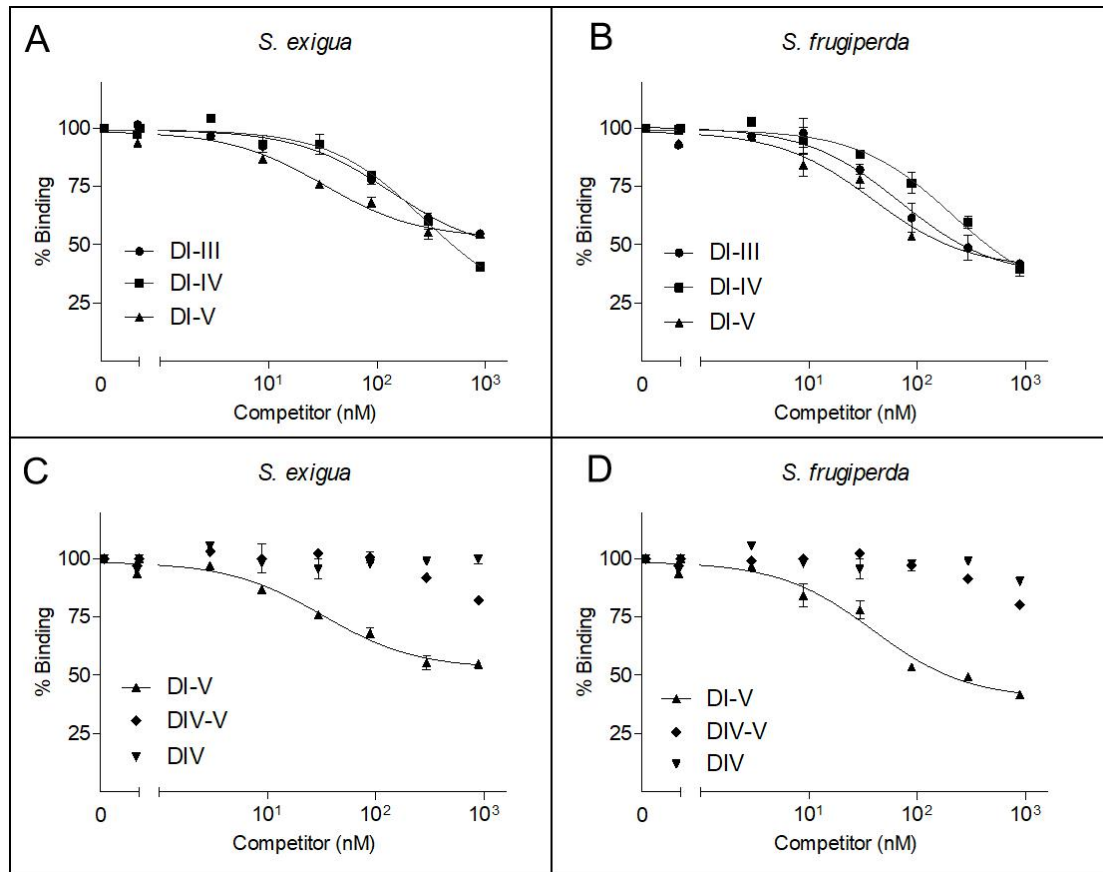 A
S. exigua
% Binding
100
75
50
25
DI-III
DI-IV
DI-V
0
10¹
10²
10³
Competitor (nM)
B
S. frugiperda
% Binding
100
75
50
25
DI-III
DI-IV
DI-V
0
10¹
10²
10³
Competitor (nM)
C
S. exigua
% Binding
100
75
50
25
DI-V
DIV-V
DIV
0
10¹
10²
10³
Competitor (nM)
D
S. frugiperda
% Binding
100
75
50
25
DI-V
DIV-V
DIV
0
10¹
10²
10³
Competitor (nM)